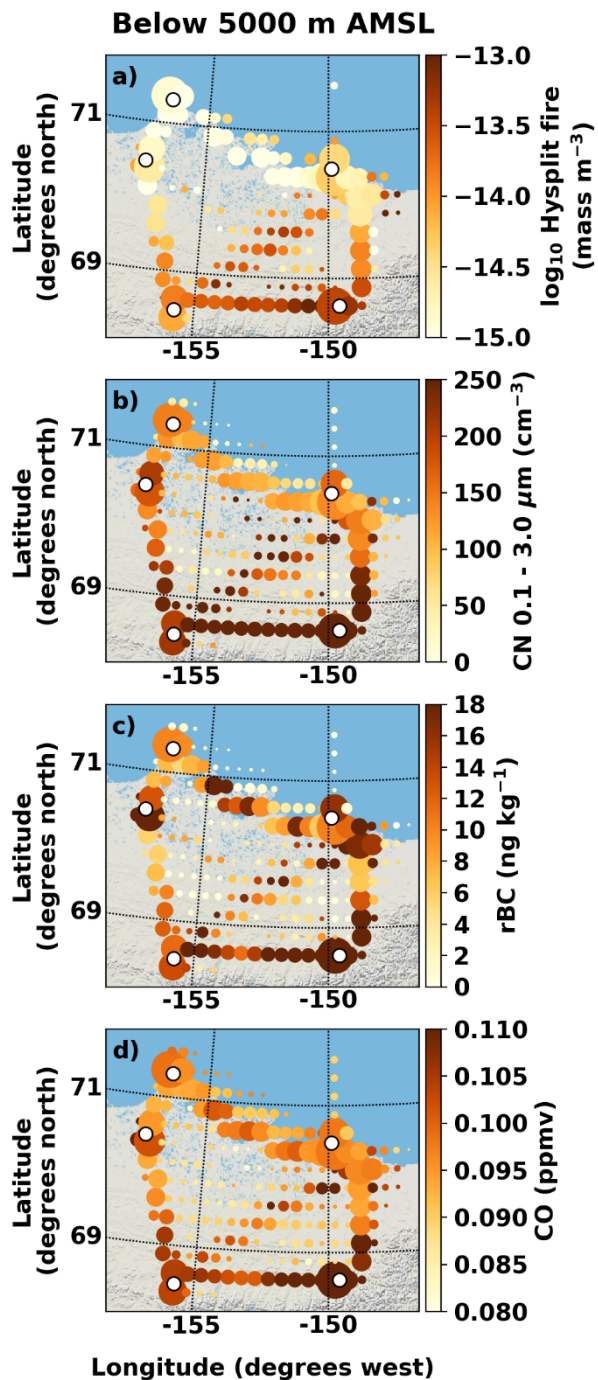 Below 5000 m AMSL
a)
71
69
Latitude
(degrees north)
-155
-150
−13.0
−13.5
−14.0
−14.5
−15.0
log₁₀ Hysplit fire
(mass m⁻³)
b)
71
69
Latitude
(degrees north)
-155
-150
250
200
150
100
50
0
CN 0.1 - 3.0 μm (cm⁻³)
c)
71
69
Latitude
(degrees north)
-155
-150
18
16
14
12
10
8
6
4
2
0
rBC (ng kg⁻¹)
d)
71
69
Latitude
(degrees north)
-155
-150
0.110
0.105
0.100
0.095
0.090
0.085
0.080
CO (ppmv)
Longitude (degrees west)